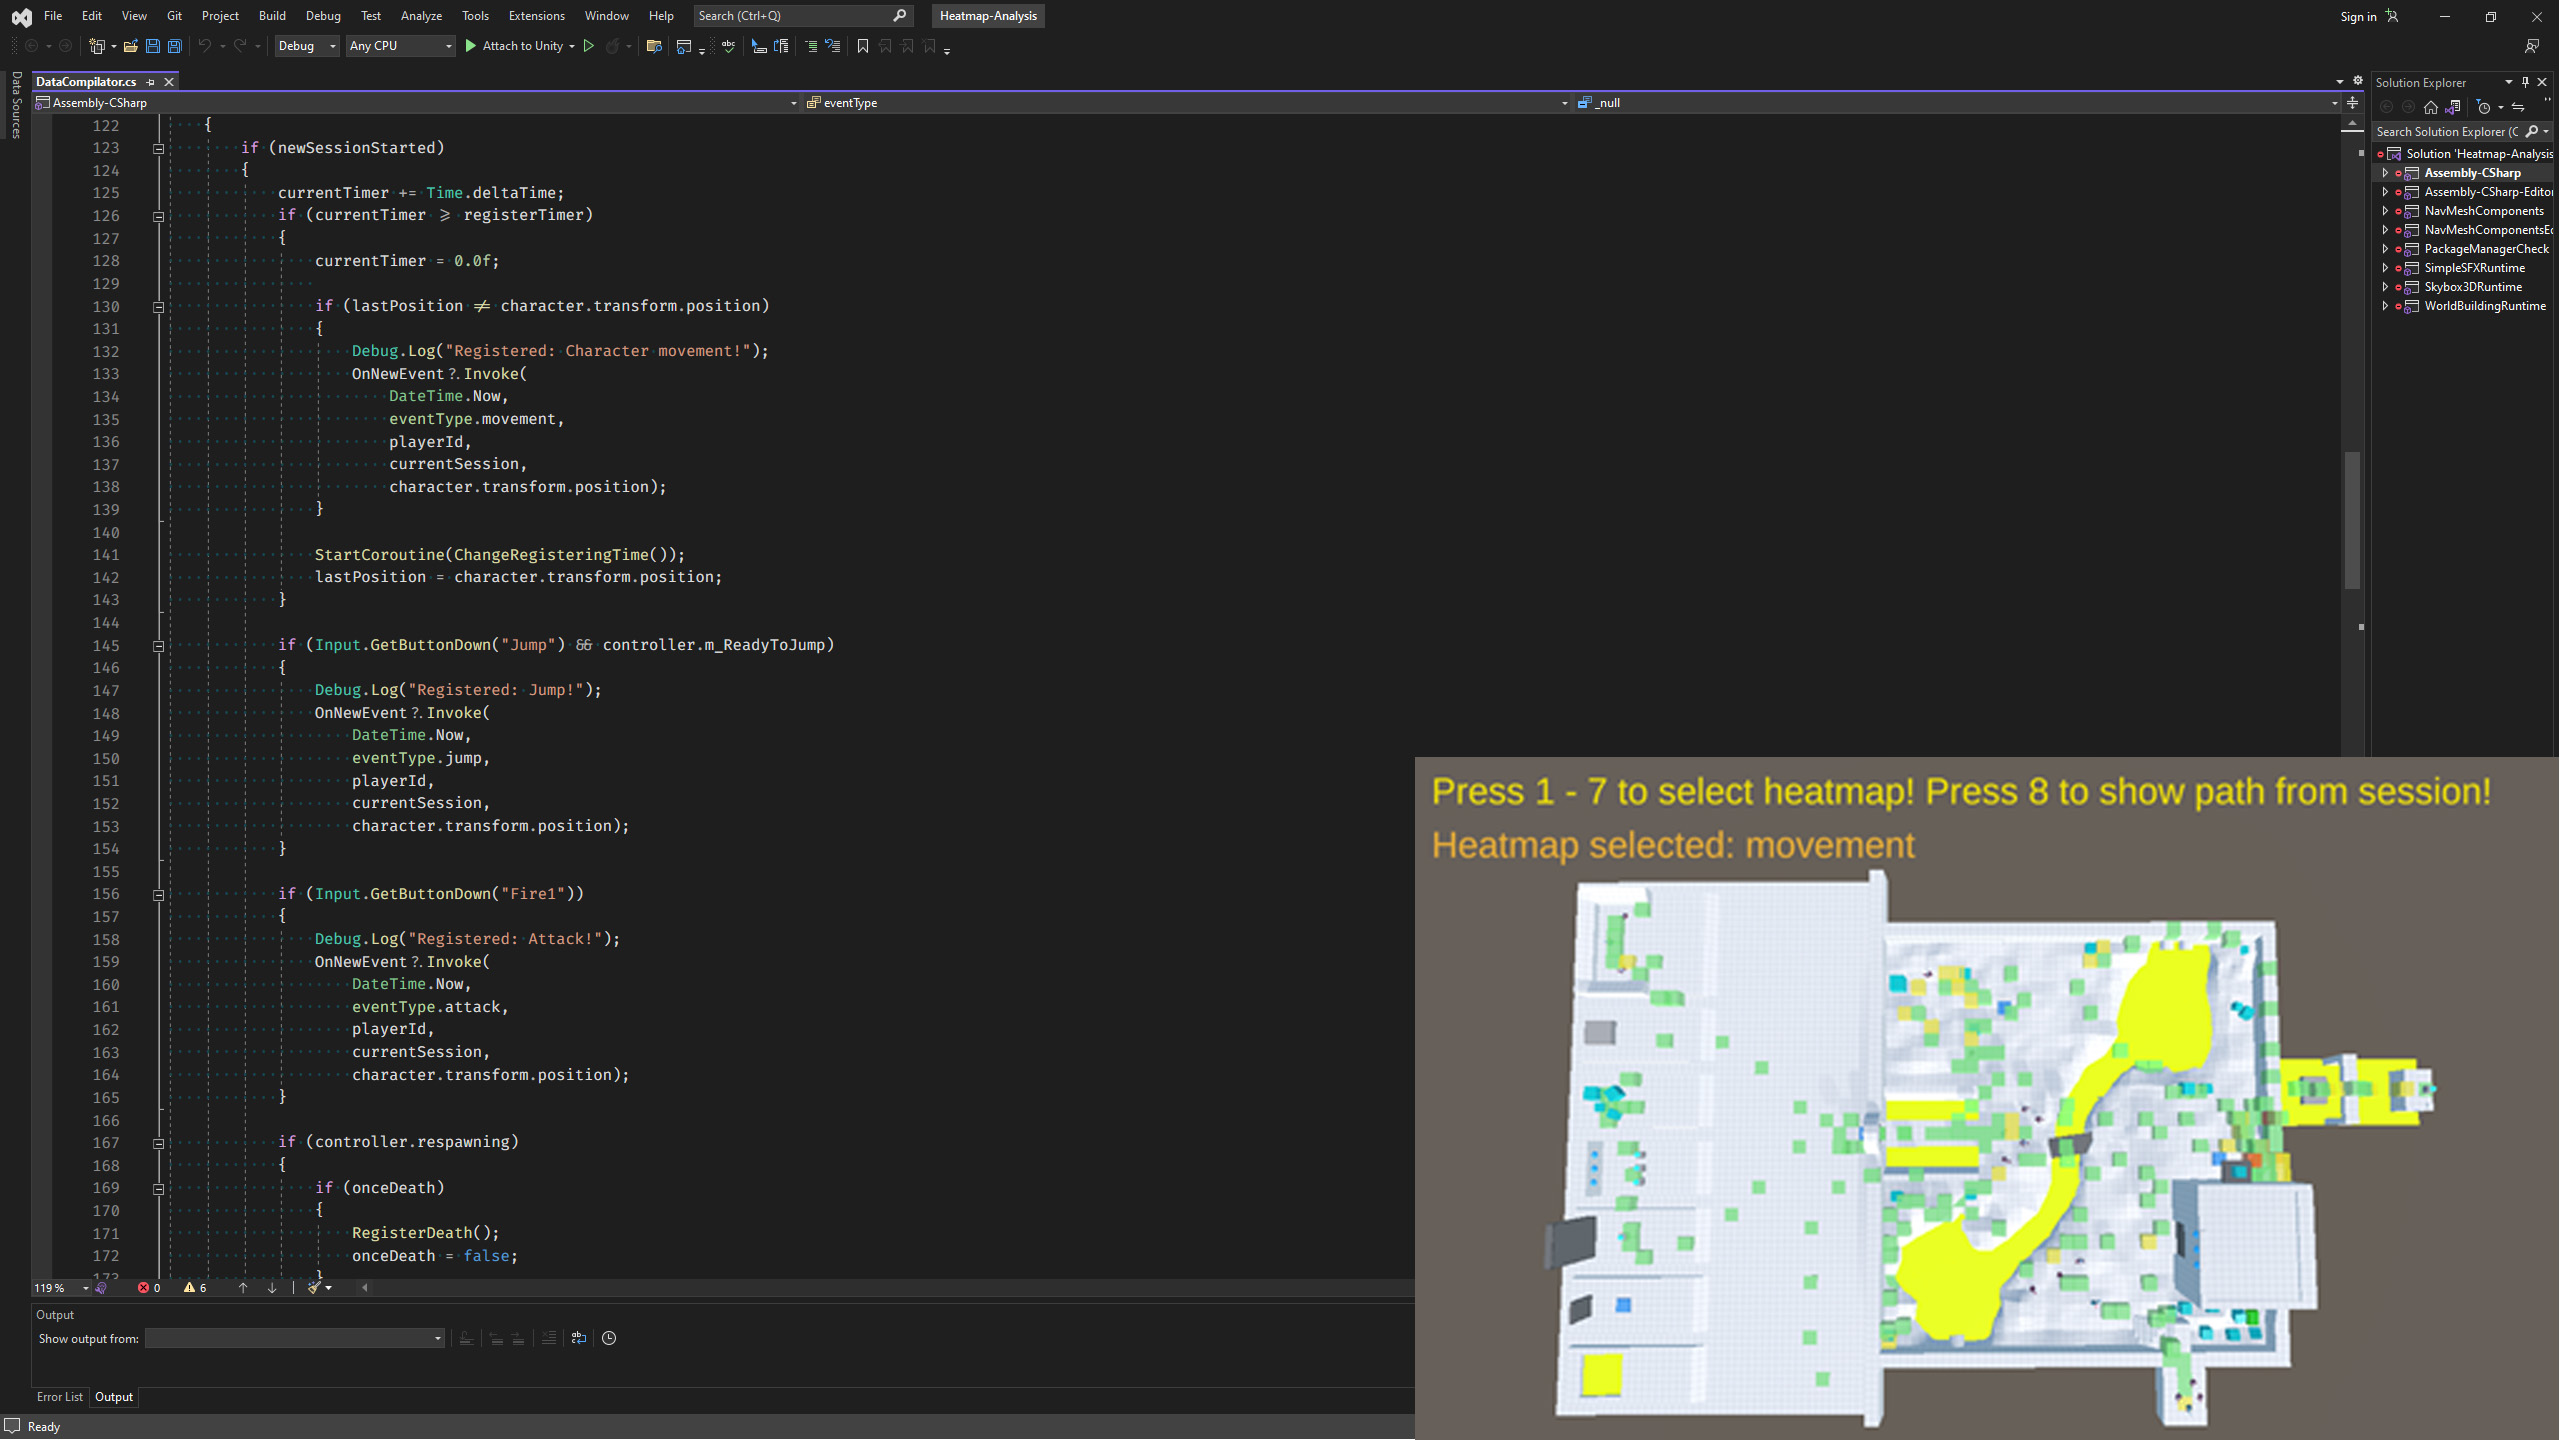 File Edit View Git Project Build Debug Test Analyze Tools Extensions Window Help Search (Ctrl+Q) Heatmap-Analysis Sign in
Debug Any CPU Attach to Unity
Data Sources
DataCompilator.cs
Assembly-CSharp eventType _null
122 {
123 if (newSessionStarted)
124 {
125 currentTimer += Time.deltaTime;
126 if (currentTimer >= registerTimer)
127 {
128 currentTimer = 0.0f;
129
130 if (lastPosition != character.transform.position)
131 {
132 Debug.Log("Registered: Character movement!");
133 OnNewEvent?.Invoke(
134 DateTime.Now,
135 eventType.movement,
136 playerId,
137 currentSession,
138 character.transform.position);
139 }
140
141 StartCoroutine(ChangeRegisteringTime());
142 lastPosition = character.transform.position;
143 }
144
145 if (Input.GetButtonDown("Jump") && controller.m_ReadyToJump)
146 {
147 Debug.Log("Registered: Jump!");
148 OnNewEvent?.Invoke(
149 DateTime.Now,
150 eventType.jump,
151 playerId,
152 currentSession,
153 character.transform.position);
154 }
155
156 if (Input.GetButtonDown("Fire1"))
157 {
158 Debug.Log("Registered: Attack!");
159 OnNewEvent?.Invoke(
160 DateTime.Now,
161 eventType.attack,
162 playerId,
163 currentSession,
164 character.transform.position);
165 }
166
167 if (controller.respawning)
168 {
169 if (onceDeath)
170 {
171 RegisterDeath();
172 onceDeath = false;
173 }
119 % 0 6
Output
Show output from:
Error List Output
Ready
Solution Explorer
Search Solution Explorer (C
Solution 'Heatmap-Analysis
Assembly-CSharp
Assembly-CSharp-Editor
NavMeshComponents
NavMeshComponentsEd
PackageManagerCheck
SimpleSFXRuntime
Skybox3DRuntime
WorldBuildingRuntime
Press 1 - 7 to select heatmap! Press 8 to show path from session!
Heatmap selected: movement